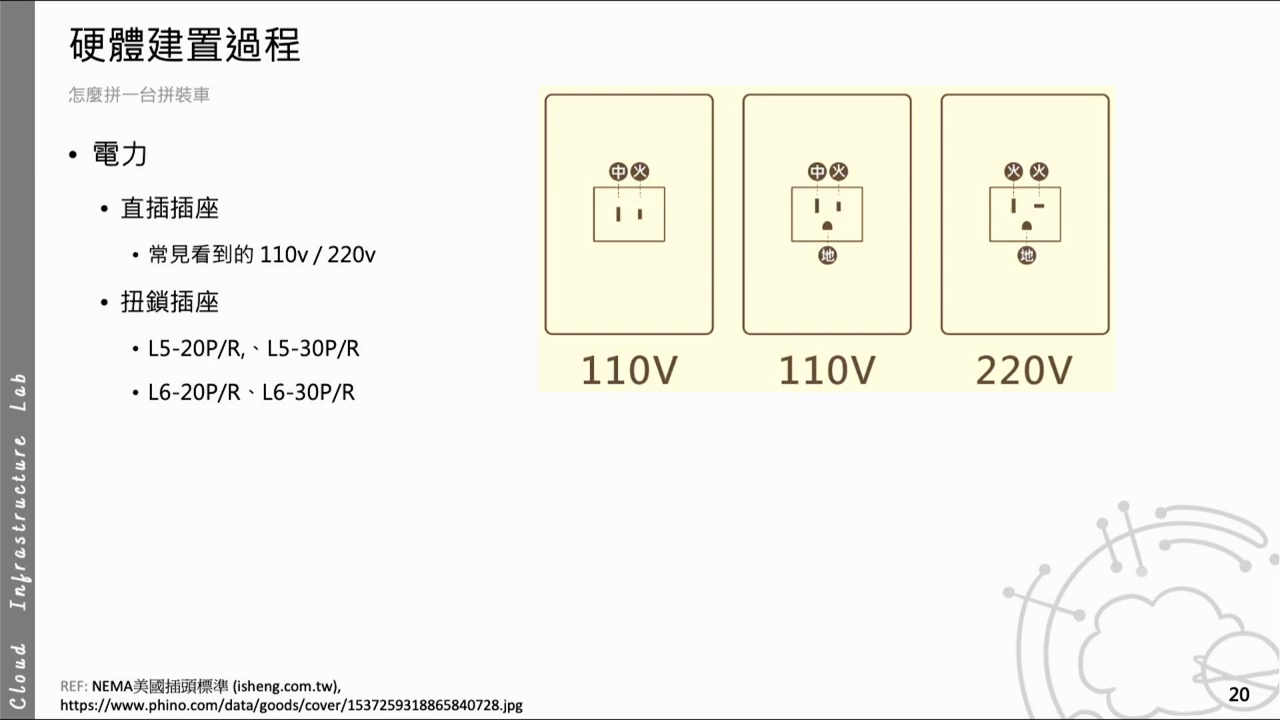 硬體建置過程
怎麼拼一台拼裝車
• 電力
• 直插插座
• 常見看到的 110v / 220v
• 扭鎖插座
• L5-20P/R,、L5-30P/R
• L6-20P/R、L6-30P/R
中 火
中 火
火 火
地
地
110V
110V
220V
Cloud Infrastructure Lab
REF: NEMA美國插頭標準 (isheng.com.tw),
https://www.phino.com/data/goods/cover/1537259318865840728.jpg
20